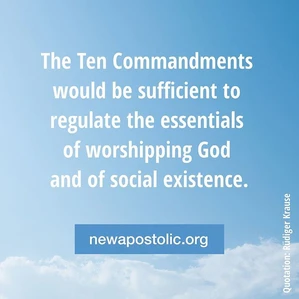 The Ten Commandments
would be sufficient to
regulate the essentials
of worshipping God
and of social existence.
newapostolic.org
Quotation: Rüdiger Krause